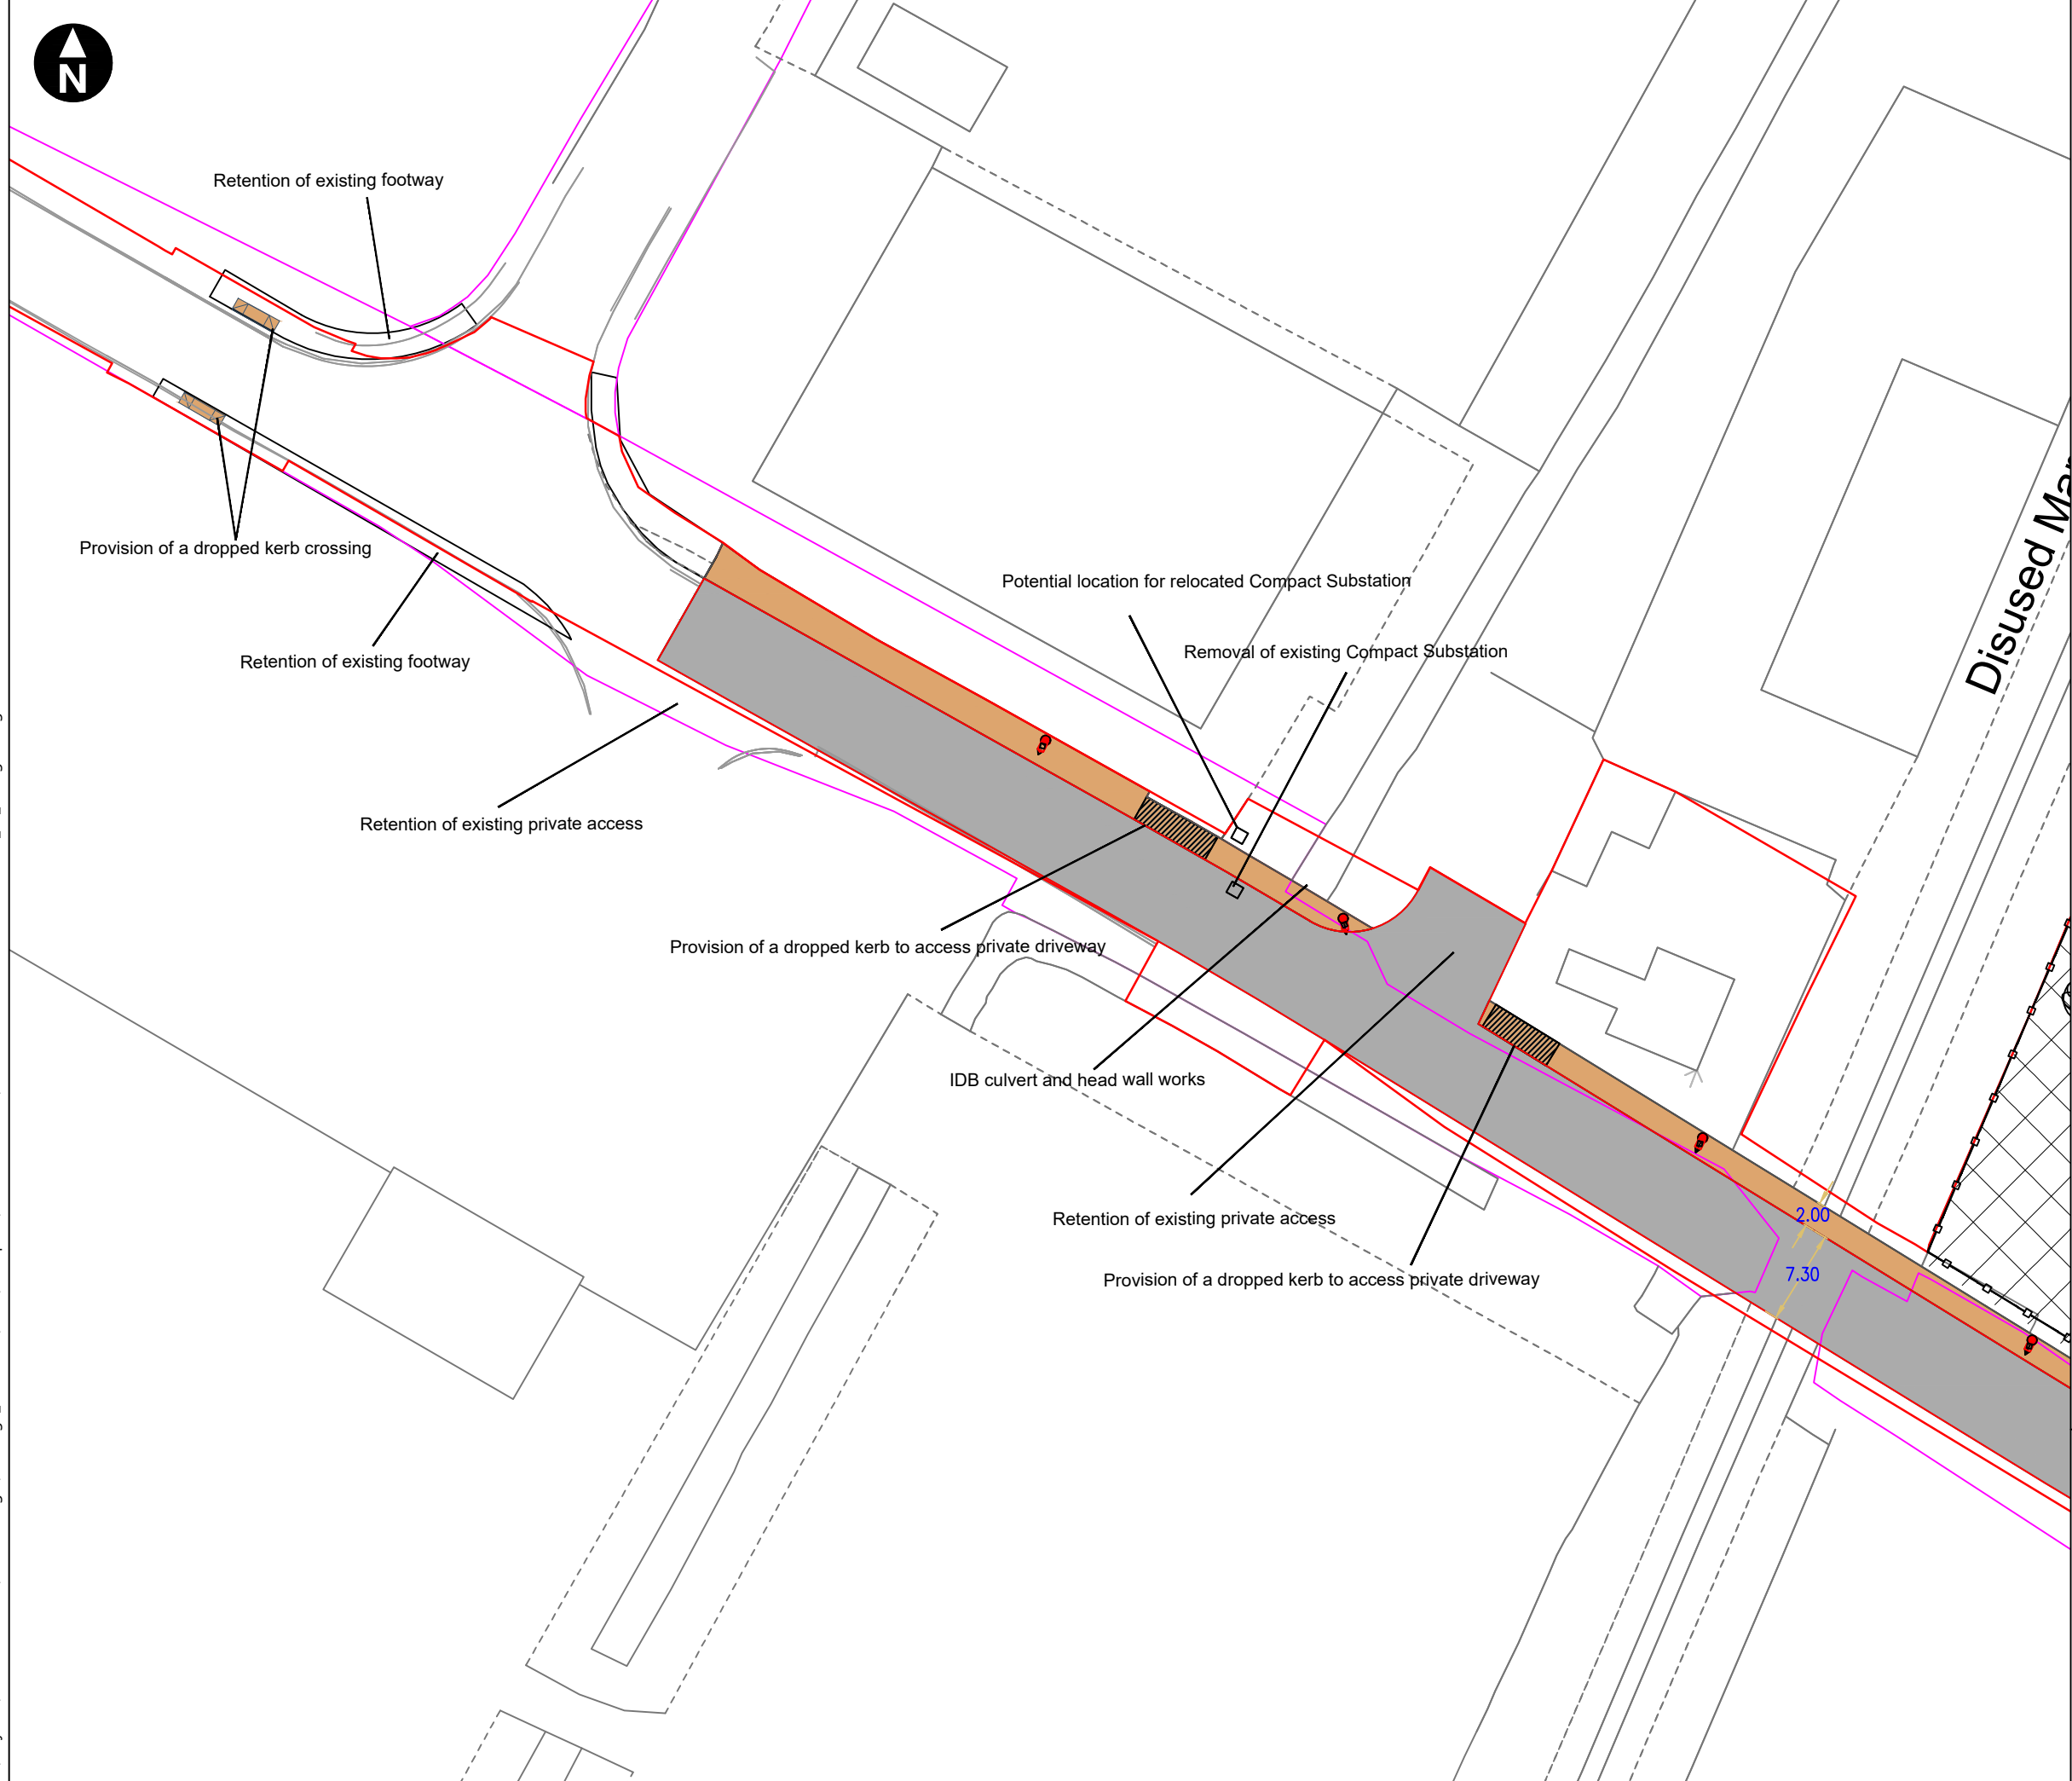 N
Retention of existing footway
Provision of a dropped kerb crossing
Potential location for relocated Compact Substation
Removal of existing Compact Substation
Retention of existing footway
Disused
Retention of existing private access
Provision of a dropped kerb to access private driveway
IDB culvert and head wall works
Retention of existing private access
2.00
7.30
Provision of a dropped kerb to access private driveway